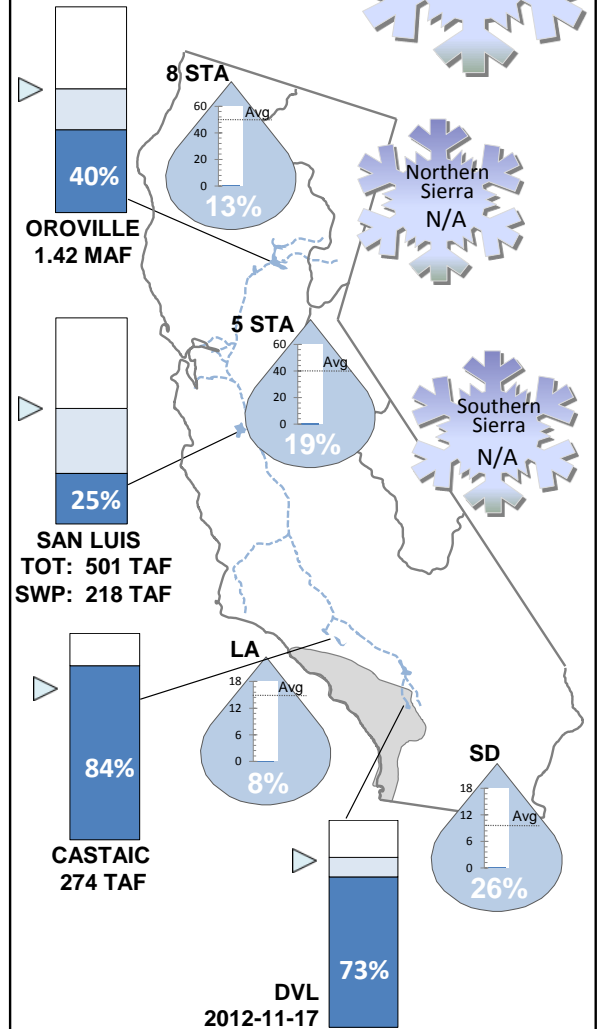 8 STA
60
Avg
40
20
0
13%
40%
OROVILLE
1.42 MAF
Northern
Sierra
N/A
5 STA
60
Avg
40
20
0
19%
25%
SAN LUIS
TOT: 501 TAF
SWP: 218 TAF
Southern
Sierra
N/A
84%
CASTAIC
274 TAF
LA
18
Avg
12
6
0
8%
SD
18
12
Avg
6
0
26%
73%
DVL
2012-11-17